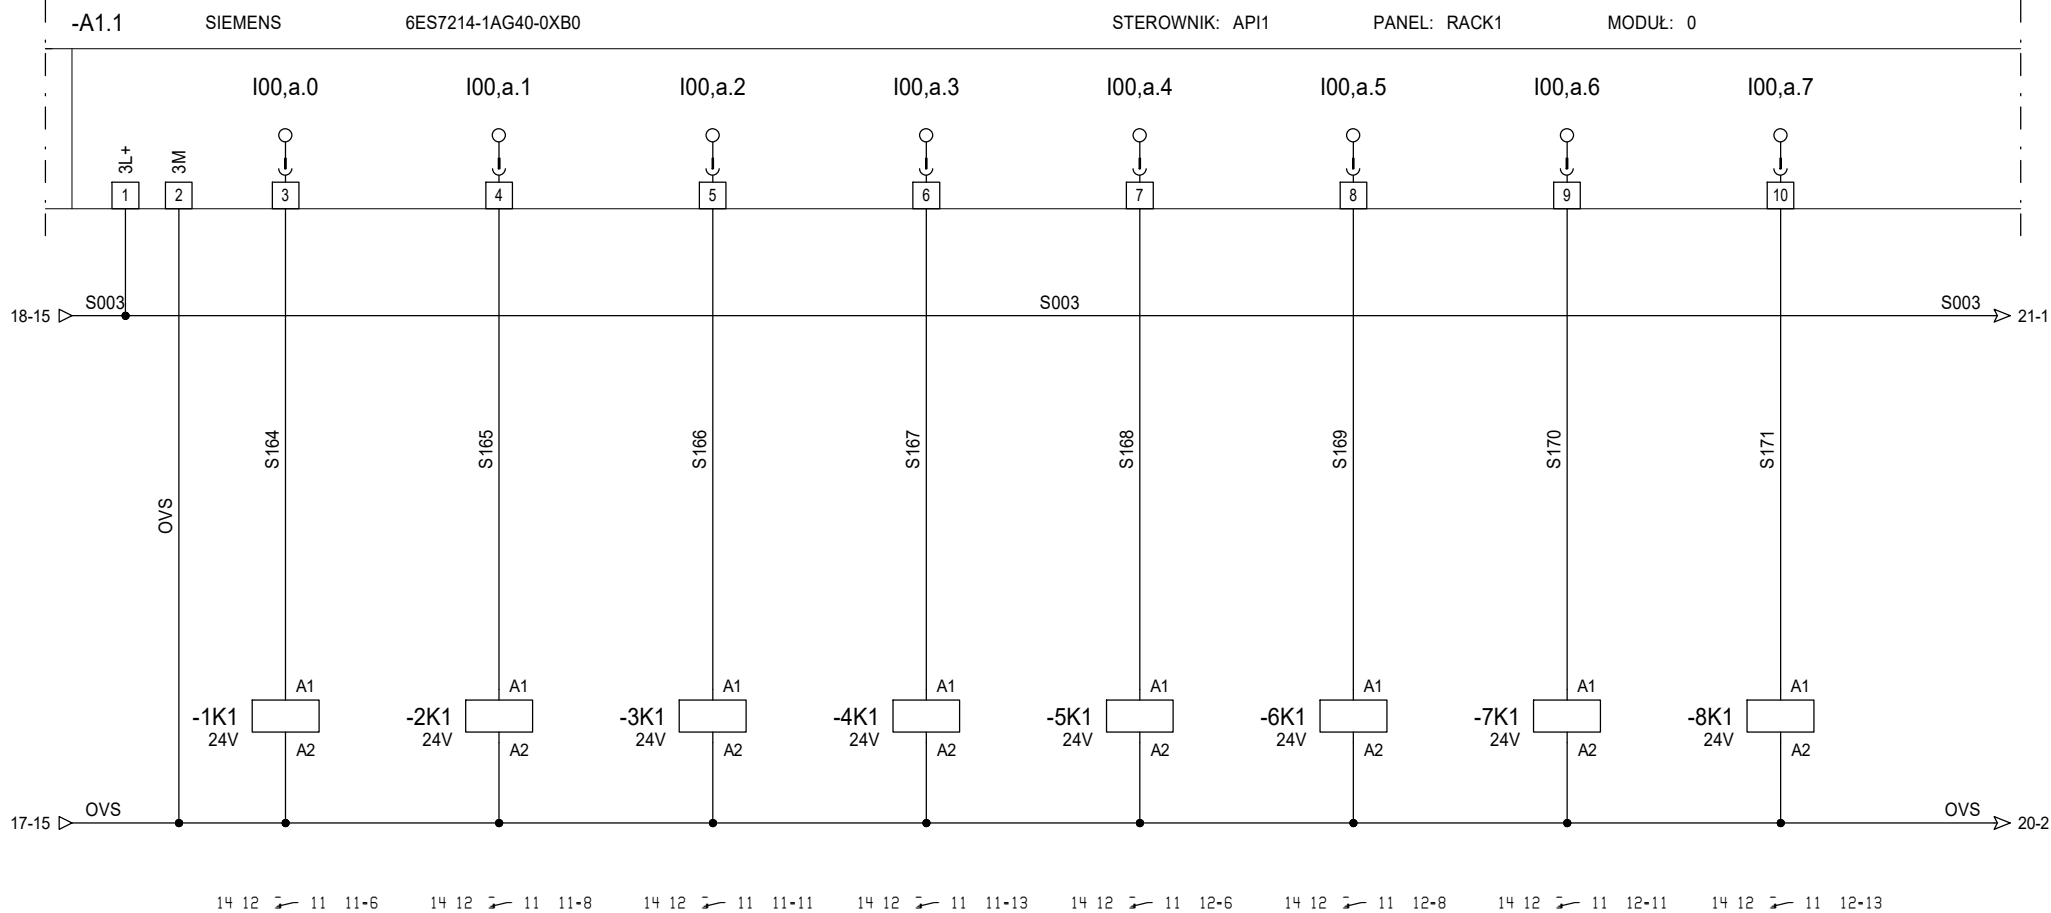 -A1.1 SIEMENS 6ES7214-1AG40-0XB0 STEROWNIK: API1 PANEL: RACK1 MODUŁ: 0
I00,a.0 I00,a.1 I00,a.2 I00,a.3 I00,a.4 I00,a.5 I00,a.6 I00,a.7
3L+ 3M
1 2 3 4 5 6 7 8 9 10
S003 S003 S003
18-15 21-1
S164 S165 S166 S167 S168 S169 S170 S171
OVS
A1 A1 A1 A1 A1 A1 A1 A1
-1K1 -2K1 -3K1 -4K1 -5K1 -6K1 -7K1 -8K1
24V 24V 24V 24V 24V 24V 24V 24V
A2 A2 A2 A2 A2 A2 A2 A2
OVS OVS
17-15 20-2
14 12 11 11-6 14 12 11 11-8 14 12 11 11-11 14 12 11 11-13 14 12 11 12-6 14 12 11 12-8 14 12 11 12-11 14 12 11 12-13